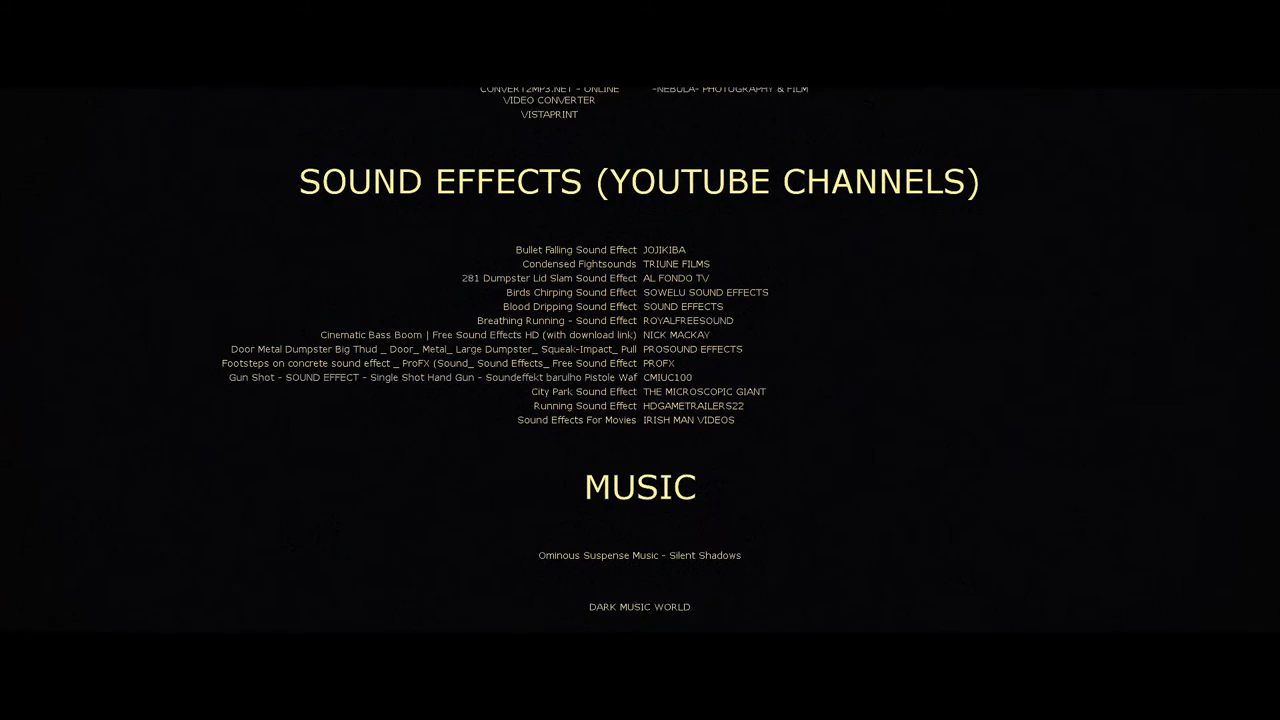 CONVERT2MP3.NET - ONLINE -NEBULA- PHOTOGRAPHY & FILM
VIDEO CONVERTER
VISTAPRINT
SOUND EFFECTS (YOUTUBE CHANNELS)
Bullet Falling Sound Effect JOJIKIBA
Condensed Fightsounds TRIUNE FILMS
281 Dumpster Lid Slam Sound Effect AL FONDO TV
Birds Chirping Sound Effect SOWELU SOUND EFFECTS
Blood Dripping Sound Effect SOUND EFFECTS
Breathing Running - Sound Effect ROYALFREESOUND
Cinematic Bass Boom | Free Sound Effects HD (with download link) NICK MACKAY
Door Metal Dumpster Big Thud _ Door_ Metal_ Large Dumpster_ Squeak-Impact_ Pull PROSOUND EFFECTS
Footsteps on concrete sound effect _ ProFX (Sound_ Sound Effects_ Free Sound Effect PROFX
Gun Shot - SOUND EFFECT - Single Shot Hand Gun - Soundeffekt barulho Pistole Waf CMIUC100
City Park Sound Effect THE MICROSCOPIC GIANT
Running Sound Effect HDGAMETRAILERS22
Sound Effects For Movies IRISH MAN VIDEOS
MUSIC
Ominous Suspense Music - Silent Shadows
DARK MUSIC WORLD